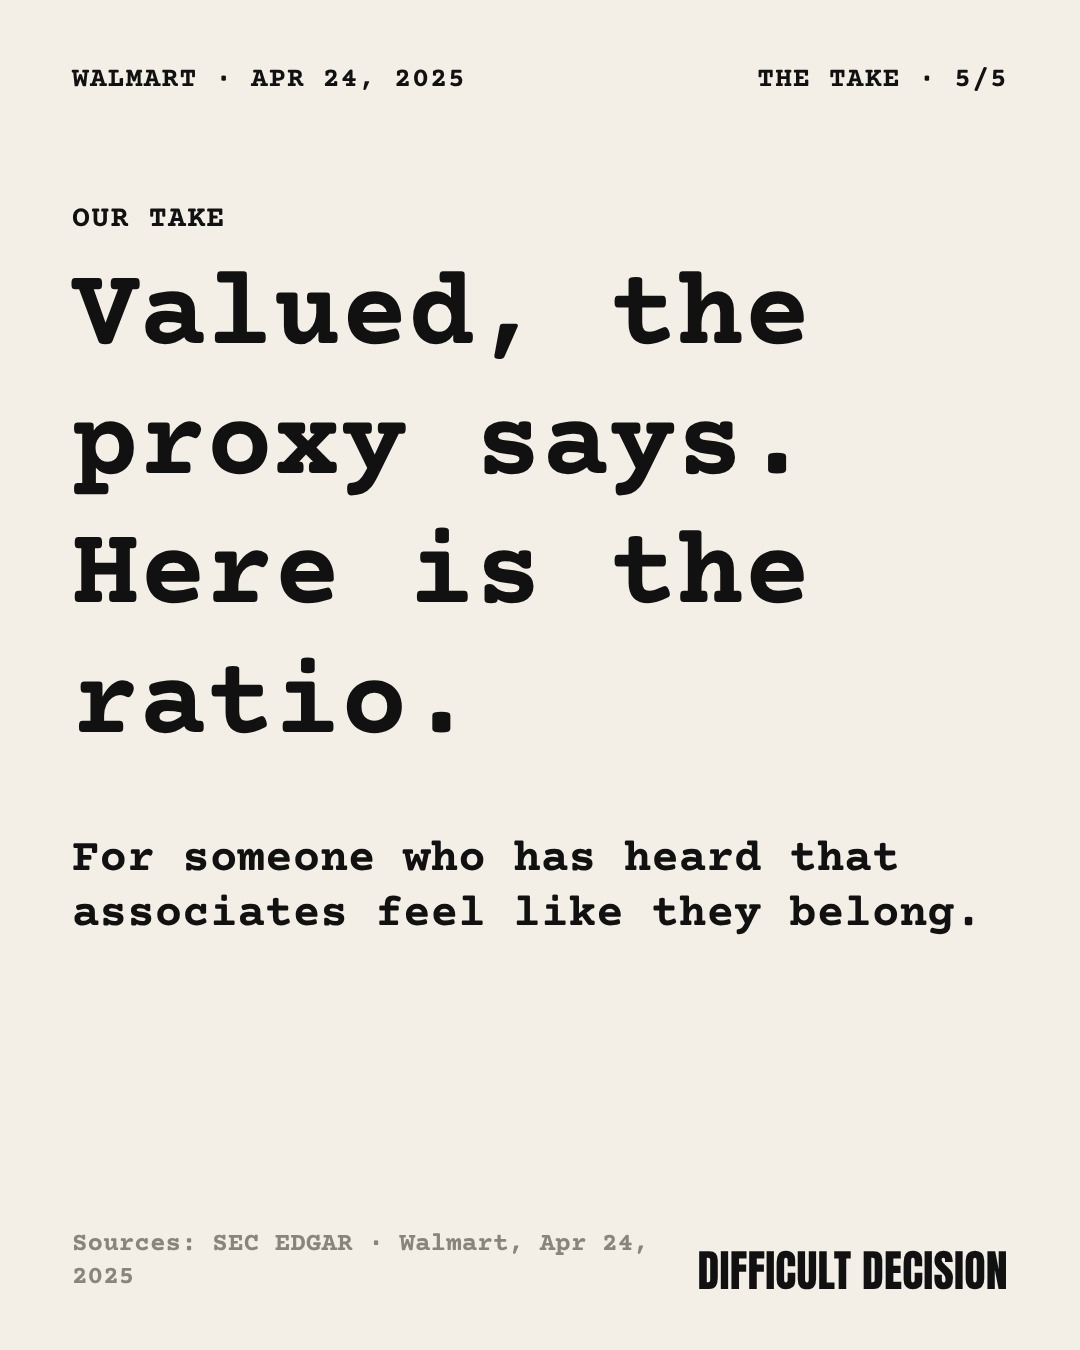 WALMART · APR 24, 2025
THE TAKE · 5/5
OUR TAKE
Valued, the
proxy says.
Here is the
ratio.
For someone who has heard that
associates feel like they belong.
Sources: SEC EDGAR · Walmart, Apr 24,
2025
DIFFICULT DECISION